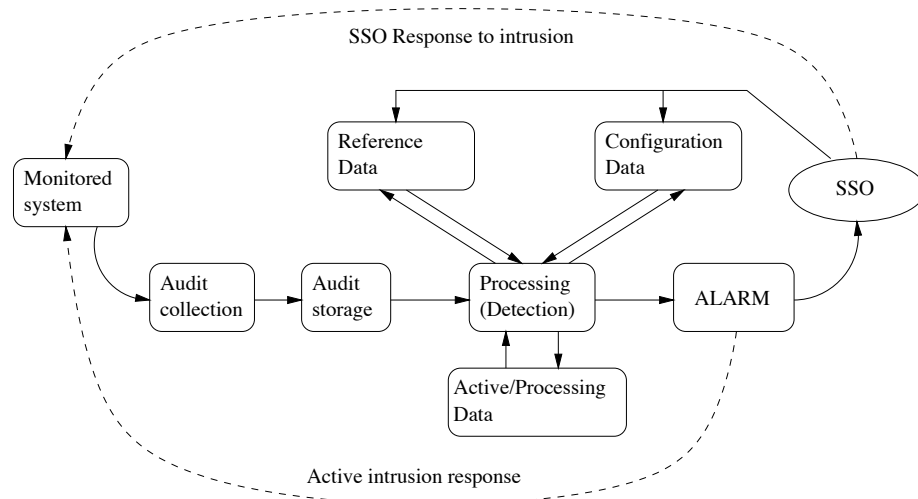 SSO Response to intrusion
Reference
Data
Configuration
Data
Monitored
system
SSO
Audit
collection
Audit
storage
Processing
(Detection)
ALARM
Active/Processing
Data
Active intrusion response